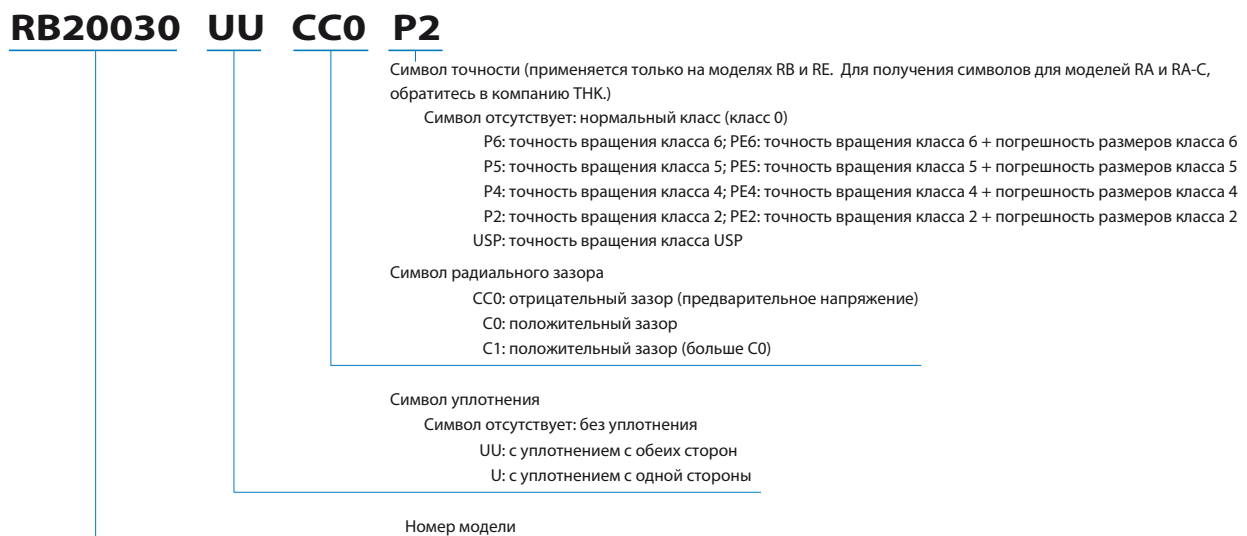 RB20030 UU CC0 P2
Символ точности (применяется только на моделях RB и RE. Для получения символов для моделей RA и RA-C,
обратитесь в компанию THK.)
Символ отсутствует: нормальный класс (класс 0)
P6: точность вращения класса 6; PE6: точность вращения класса 6 + погрешность размеров класса 6
P5: точность вращения класса 5; PE5: точность вращения класса 5 + погрешность размеров класса 5
P4: точность вращения класса 4; PE4: точность вращения класса 4 + погрешность размеров класса 4
P2: точность вращения класса 2; PE2: точность вращения класса 2 + погрешность размеров класса 2
USP: точность вращения класса USP
Символ радиального зазора
CC0: отрицательный зазор (предварительное напряжение)
C0: положительный зазор
C1: положительный зазор (больше C0)
Символ уплотнения
Символ отсутствует: без уплотнения
UU: с уплотнением с обеих сторон
U: с уплотнением с одной стороны
Номер модели